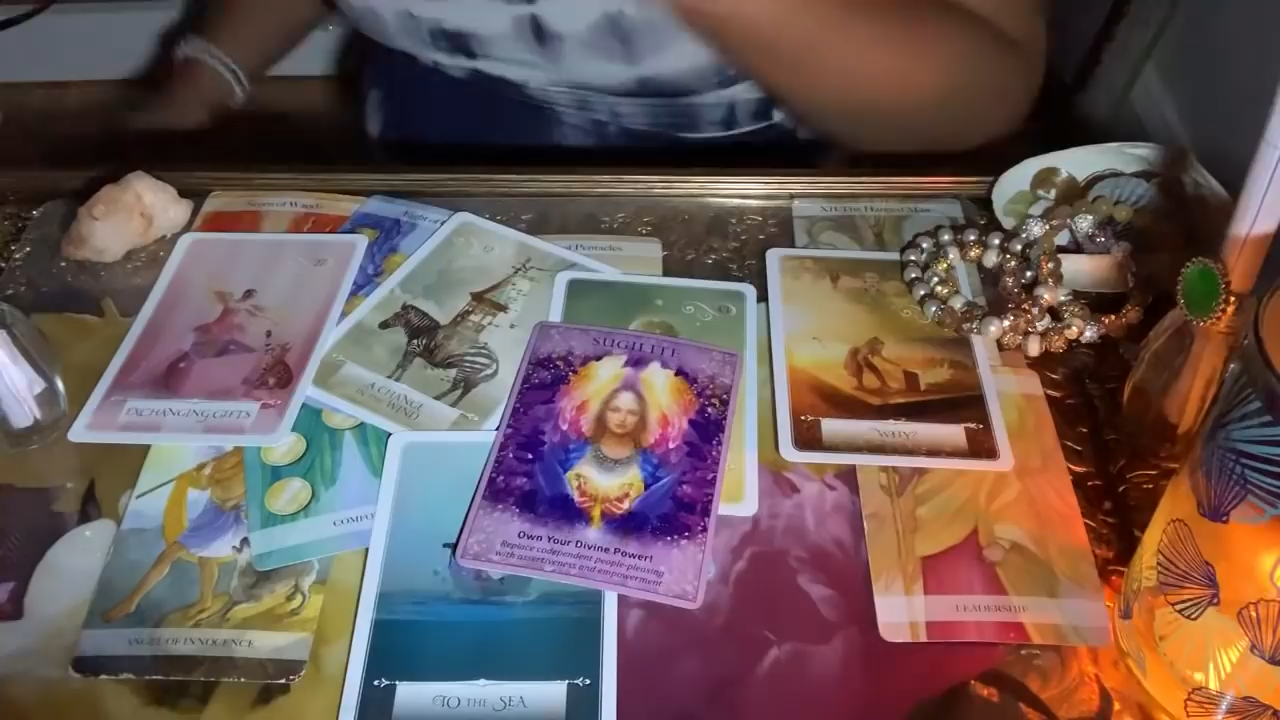 Seven of Wands
Eight of
of Pentacles
XII The Hanged Man
27
EXCHANGING GIFTS
A CHANGE
IN THE WIND
SUGILITE
Own Your Divine Power!
Replace codependent people-pleasing
with assertiveness and empowerment
WHY?
COMFO
LEADERSHIP
ANGEL OF INNOCENCE
TO THE SEA